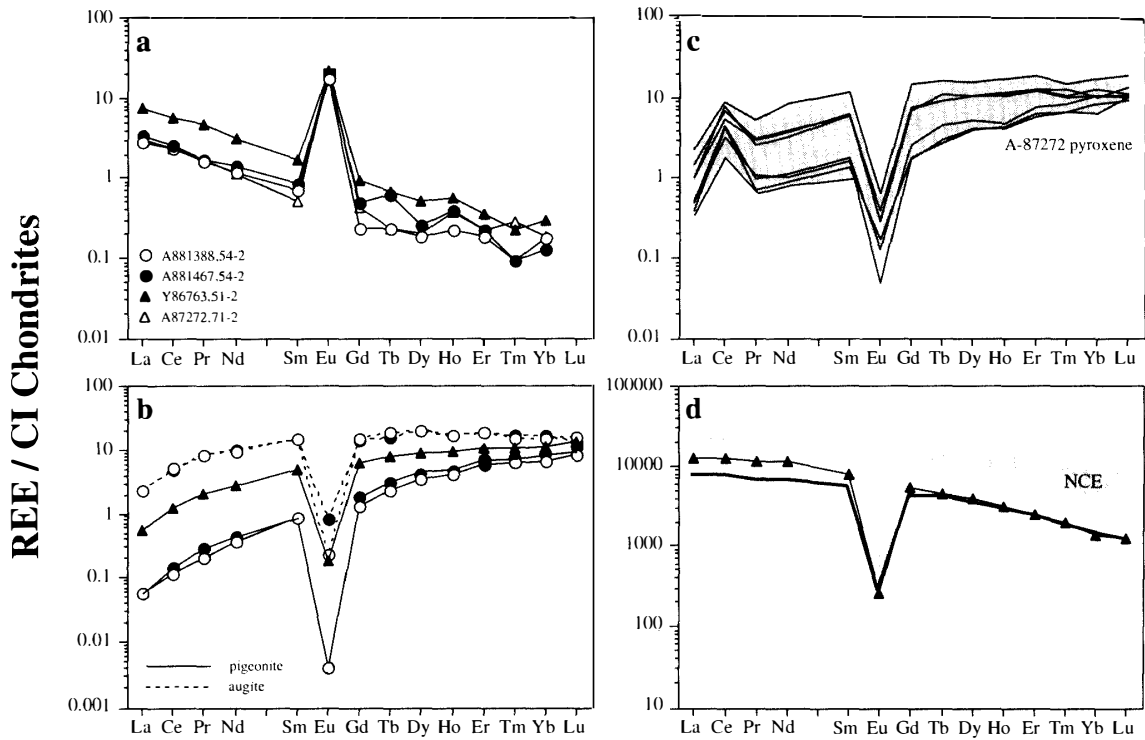 REE / CI Chondrites
a
100
10
1
0.1
0.01
A881388.54-2
A881467.54-2
Y86763.51-2
A87272.71-2
La Ce Pr Nd Sm Eu Gd Tb Dy Ho Er Tm Yb Lu
b
100
10
1
0.1
0.01
0.001
pigeonite
augite
La Ce Pr Nd Sm Eu Gd Tb Dy Ho Er Tm Yb Lu
c
100
10
1
0.1
0.01
A-87272 pyroxene
La Ce Pr Nd Sm Eu Gd Tb Dy Ho Er Tm Yb Lu
d
100000
10000
1000
100
10
NCE
La Ce Pr Nd Sm Eu Gd Tb Dy Ho Er Tm Yb Lu